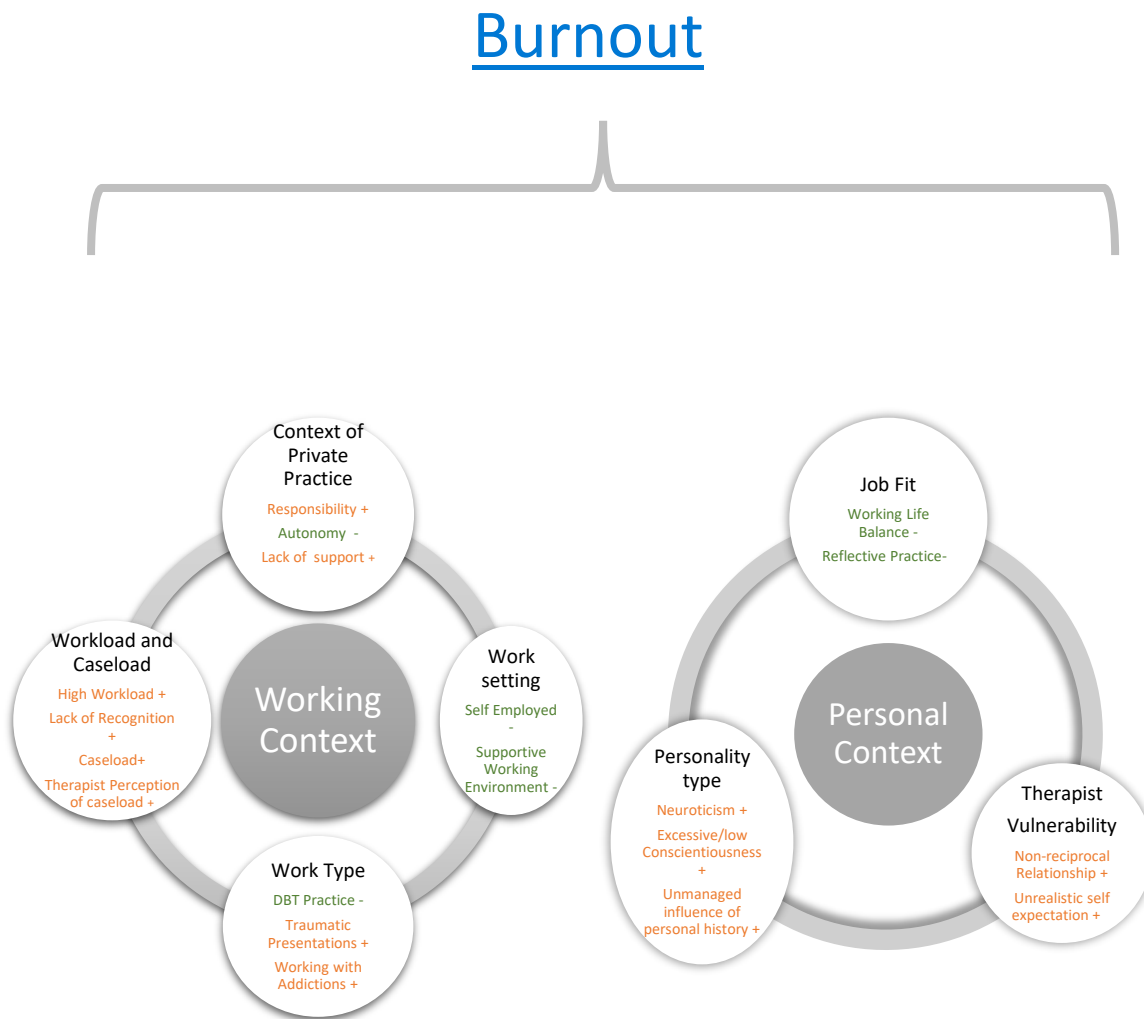 Burnout
Context of
Private
Practice
Responsibility +
Autonomy -
Lack of support +
Workload and
Caseload
High Workload +
Lack of Recognition
+
Caseload+
Therapist Perception
of caseload +
Working
Context
Work
setting
Self Employed
-
Supportive
Working
Environment -
Work Type
DBT Practice -
Traumatic
Presentations +
Working with
Addictions +
Job Fit
Working Life
Balance -
Reflective Practice-
Personal
Context
Personality
type
Neuroticism +
Excessive/low
Conscientiousness
+
Unmanaged
influence of
personal history +
Therapist
Vulnerability
Non-reciprocal
Relationship +
Unrealistic self
expectation +